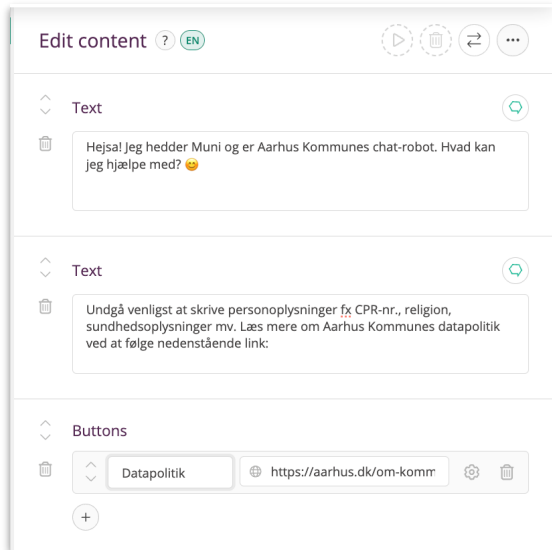 Edit content ? EN
Text
Hejsa! Jeg hedder Muni og er Aarhus Kommunes chat-robot. Hvad kan
jeg hjælpe med? 😊
Text
Undgå venligst at skrive personoplysninger fx CPR-nr., religion,
sundhedsoplysninger mv. Læs mere om Aarhus Kommunes datapolitik
ved at følge nedenstående link:
Buttons
Datapolitik https://aarhus.dk/om-komm